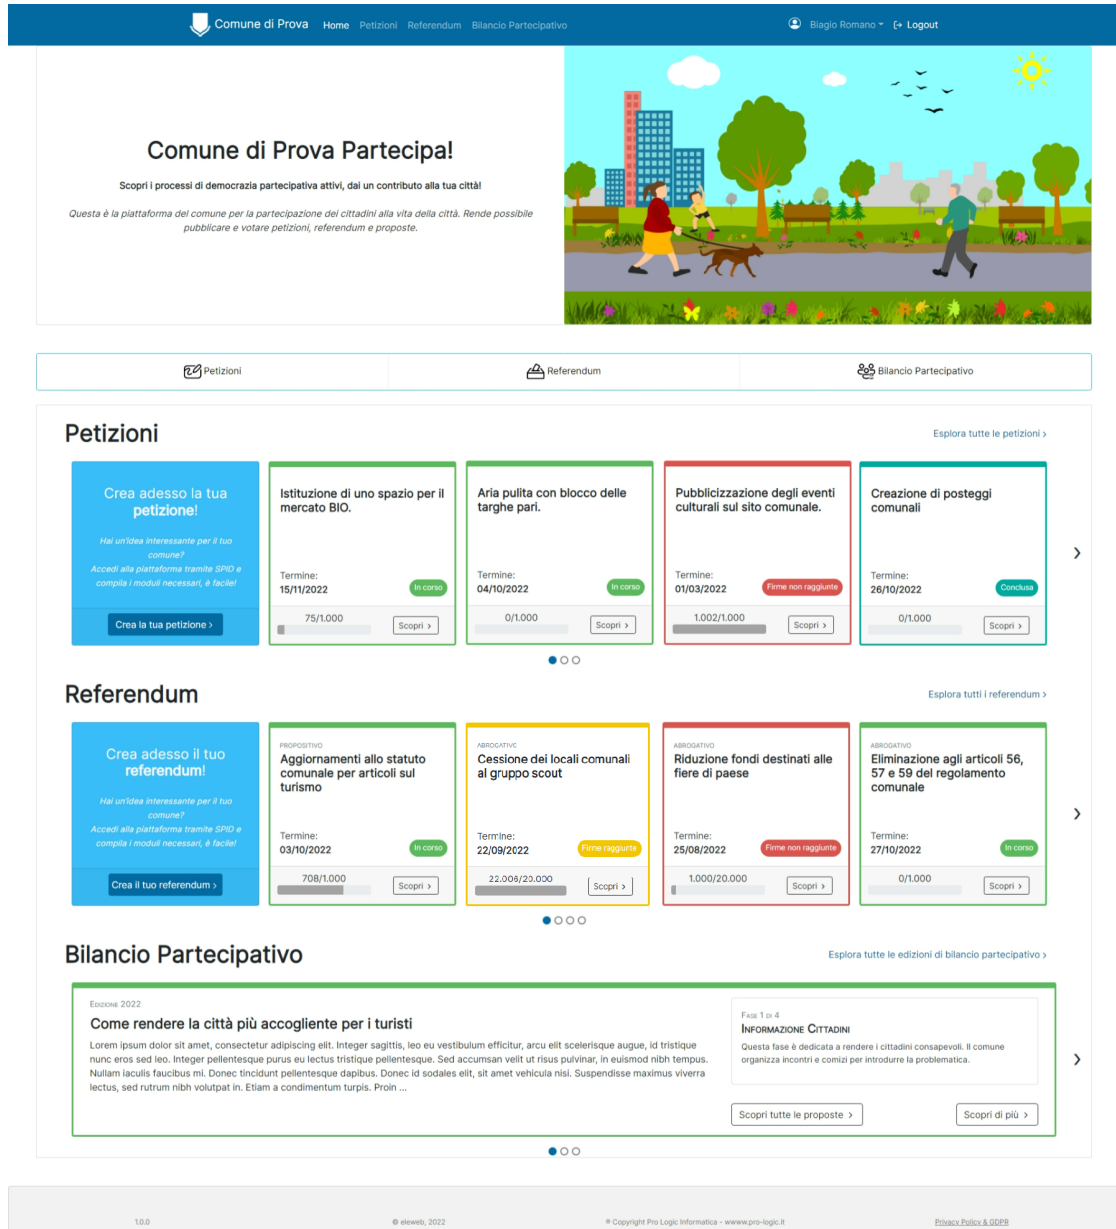 Comune di Prova Home Petizioni Referendum Bilancio Partecipativo Biagio Romano Logout
Comune di Prova Partecipa!
Scopri i processi di democrazia partecipativa attivi, dai un contributo alla tua città!
Questa è la piattaforma del comune per la partecipazione dei cittadini alla vita della città. Rende possibile
pubblicare e votare petizioni, referendum e proposte.
Petizioni Referendum Bilancio Partecipativo
Petizioni
Esplora tutte le petizioni ›
Crea adesso la tua
petizione!
Hai un'idea interessante per il tuo
comune?
Accedi alla piattaforma tramite SPID e
compila i moduli necessari, è facile!
Crea la tua petizione ›
Istituzione di uno spazio per il
mercato BIO.
Termine:
15/11/2022 In corso
75/1.000 Scopri ›
Aria pulita con blocco delle
targhe pari.
Termine:
04/10/2022 In corso
0/1.000 Scopri ›
Pubblicizzazione degli eventi
culturali sul sito comunale.
Termine:
01/03/2022 Firme non raggiunte
1.002/1.000 Scopri ›
Creazione di posteggi
comunali
Termine:
26/10/2022 Conclusa
0/1.000 Scopri ›
Referendum
Esplora tutti i referendum ›
Crea adesso il tuo
referendum!
Hai un'idea interessante per il tuo
comune?
Accedi alla piattaforma tramite SPID e
compila i moduli necessari, è facile!
Crea il tuo referendum ›
PROPOSITIVO
Aggiornamenti allo statuto
comunale per articoli sul
turismo
Termine:
03/10/2022 In corso
708/1.000 Scopri ›
ABROGATIVO
Cessione dei locali comunali
al gruppo scout
Termine:
22/09/2022 Firme raggiunte
22.006/20.000 Scopri ›
ABROGATIVO
Riduzione fondi destinati alle
fiere di paese
Termine:
25/08/2022 Firme non raggiunte
1.000/20.000 Scopri ›
ABROGATIVO
Eliminazione agli articoli 56,
57 e 59 del regolamento
comunale
Termine:
27/10/2022 In corso
0/1.000 Scopri ›
Bilancio Partecipativo
Esplora tutte le edizioni di bilancio partecipativo ›
Edizione 2022
Come rendere la città più accogliente per i turisti
Lorem ipsum dolor sit amet, consectetur adipiscing elit. Integer sagittis, leo eu vestibulum efficitur, arcu elit scelerisque augue, id tristique
nunc eros sed leo. Integer pellentesque purus eu lectus tristique pellentesque. Sed accumsan velit ut risus pulvinar, in euismod nibh tempus.
Nullam iaculis faucibus mi. Donec tincidunt pellentesque dapibus. Donec id sodales elit, sit amet vehicula nisi. Suspendisse maximus viverra
lectus, sed rutrum nibh volutpat in. Etiam a condimentum turpis. Proin ...
Fase 1 di 4
Informazione Cittadini
Questa fase è dedicata a rendere i cittadini consapevoli. Il comune
organizza incontri e comizi per introdurre la problematica.
Scopri tutte le proposte › Scopri di più ›
1.0.0 © eleweb, 2022 ® Copyright Pro Logic Informatica - wwww.pro-logic.it Privacy Policy & GDPR